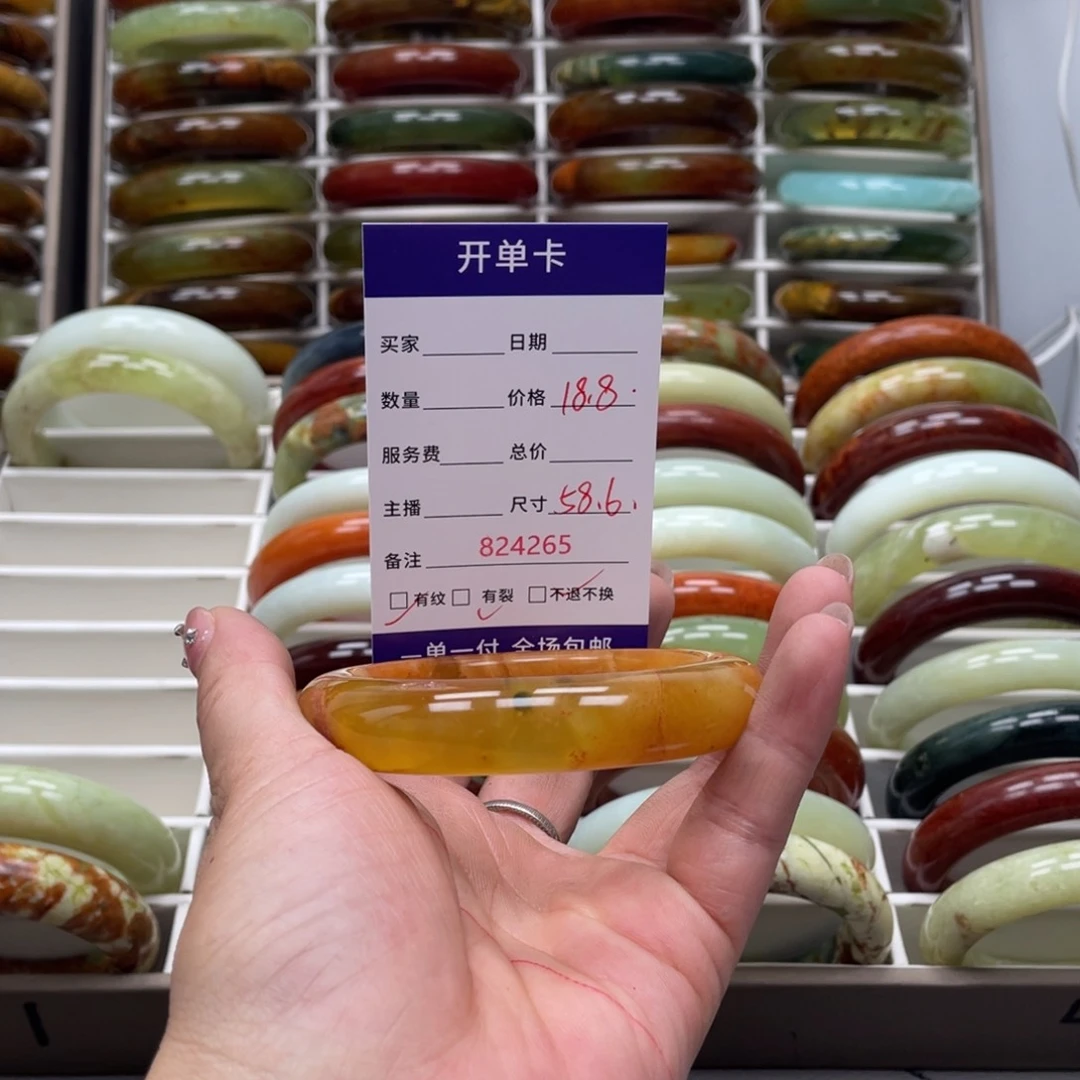 开单卡
买家 日期
数量 价格 18.8.
服务费 总价
主播 尺寸 58.6.
备注 824265
有纹 有裂 不退不换
一单一付 全场包邮